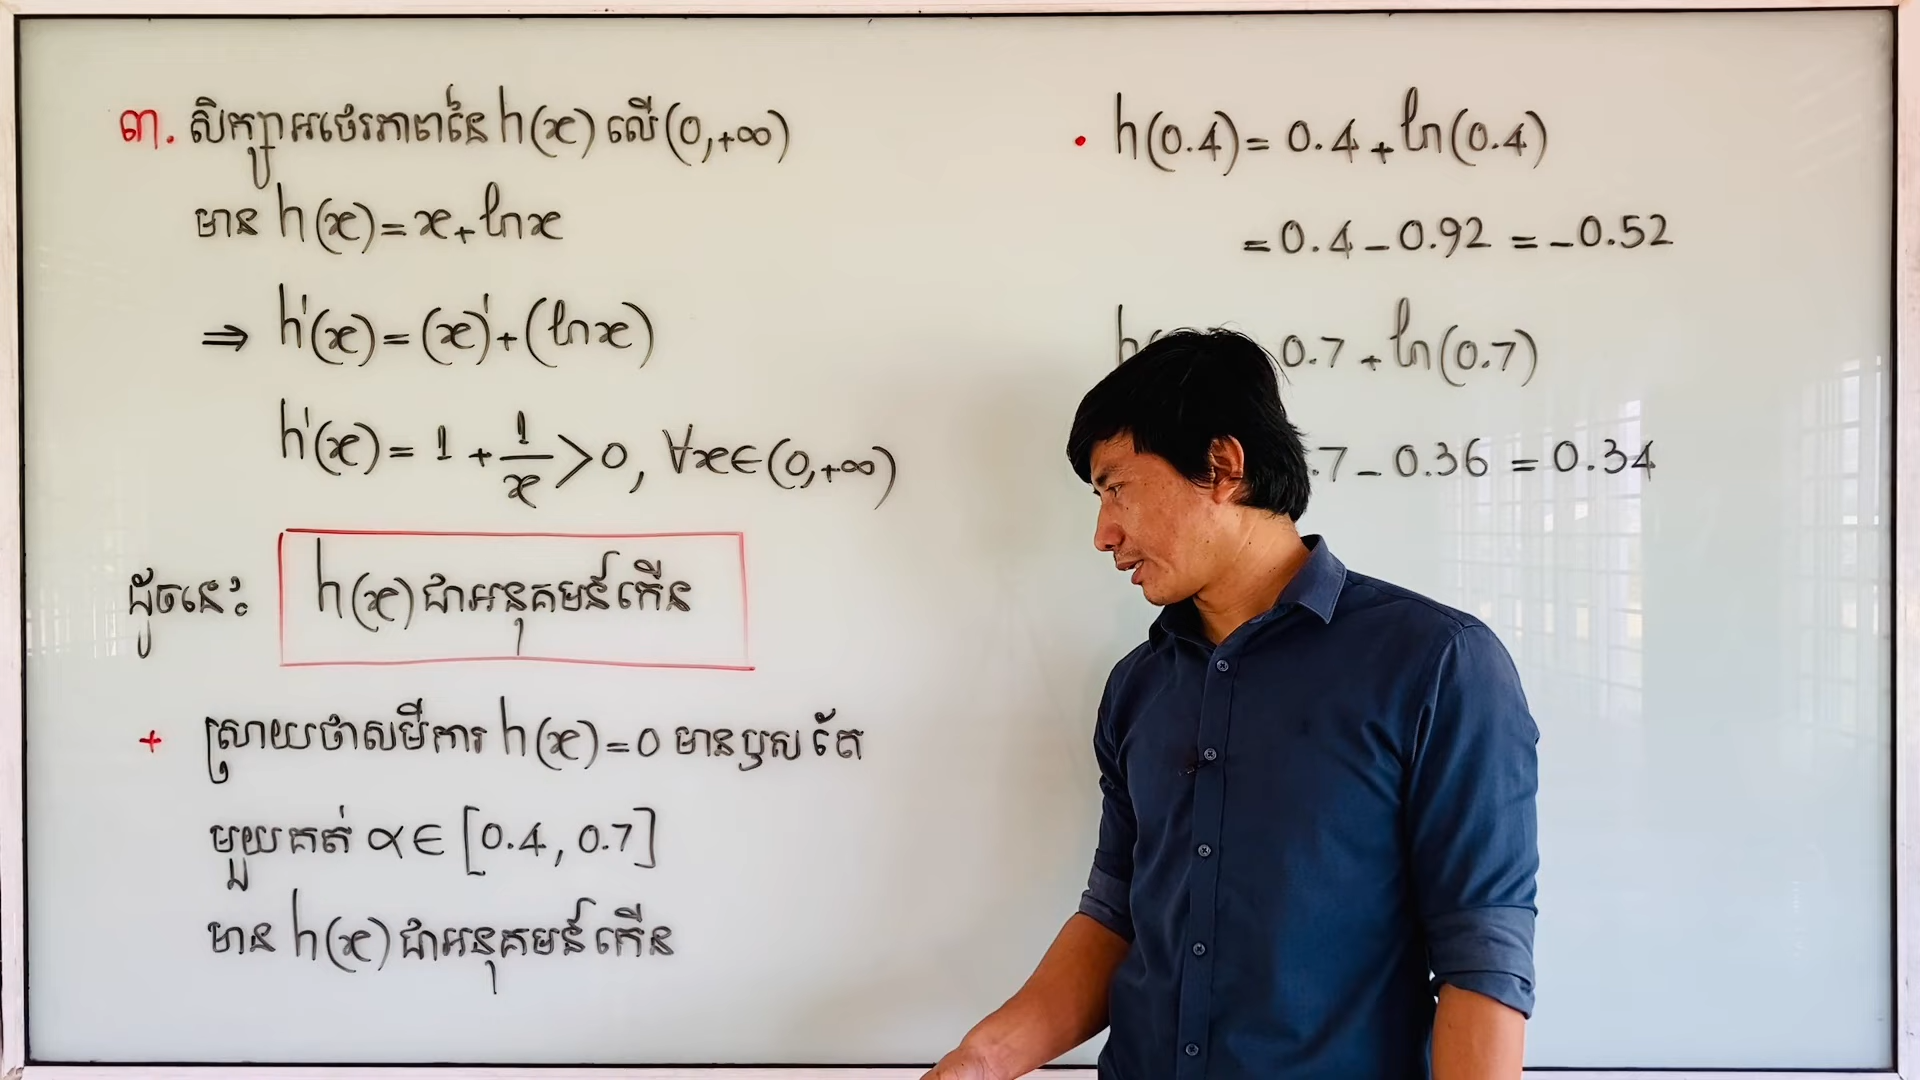 ៣. សិក្សាអថេរភាពនៃ h(x) លើ (0,+∞)
មាន h(x) = x + ln x
⇒ h'(x) = (x)' + (ln x)
h'(x) = 1 + 1/x > 0, ∀x ∈ (0,+∞)
ដូចនេះ h(x) ជាអនុគមន៍កើន
+ ស្រាយថាសមីការ h(x) = 0 មានឫសតែ
មួយគត់ α ∈ [0.4, 0.7]
មាន h(x) ជាអនុគមន៍កើន
• h(0.4) = 0.4 + ln(0.4)
= 0.4 - 0.92 = -0.52
0.7 + ln(0.7)
.7 - 0.36 = 0.34